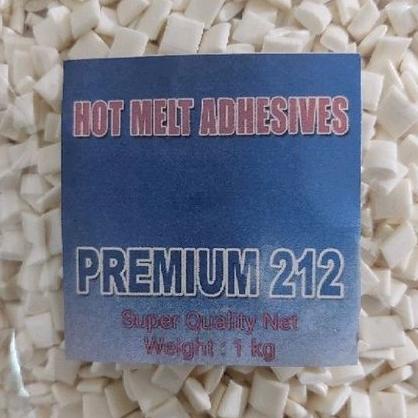 HOT MELT ADHESIVES
PREMIUM 212
Super Quality Net
Weight : 1 kg